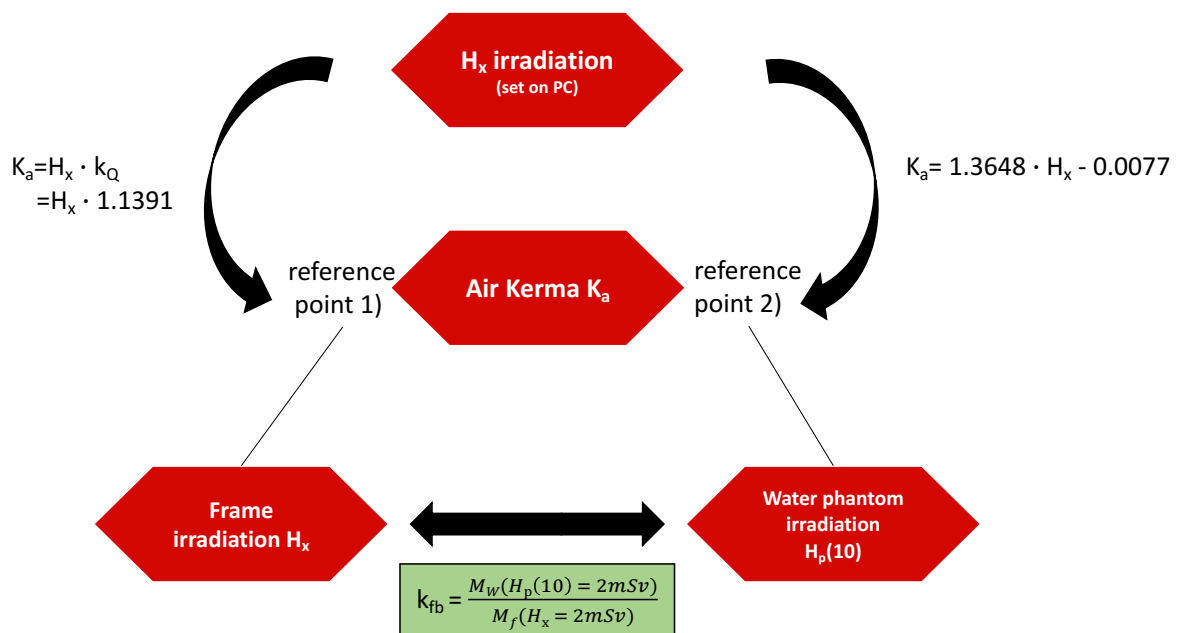 Hx irradiation
(set on PC)
Ka=Hx · kQ
=Hx · 1.1391
Ka= 1.3648 · Hx - 0.0077
reference
point 1)
Air Kerma Ka
reference
point 2)
Frame
irradiation Hx
Water phantom
irradiation
Hp(10)
kfb = MW(Hp(10) = 2mSv)
Mf(Hx = 2mSv)